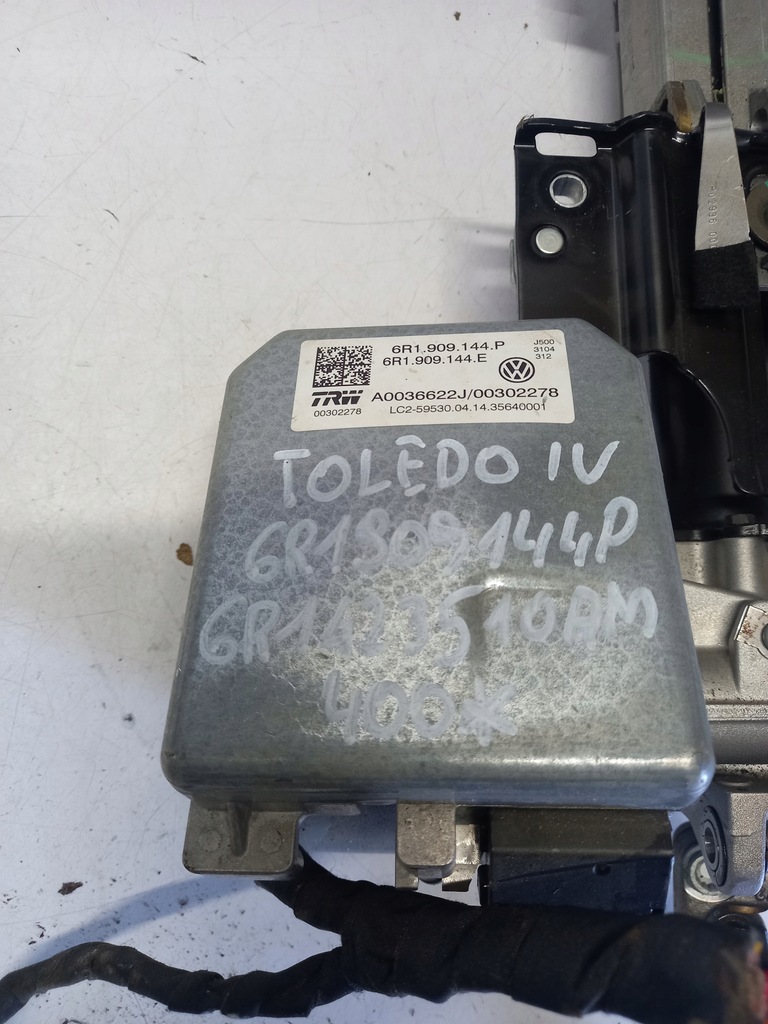 6R1.909.144.P
6R1.909.144.E
J500
3104
312
TRW
A0036622J/00302278
00302278
LC2-59530.04.14.35640001
TOLEDO IV
6R1909144P
6R1423510AM
400*